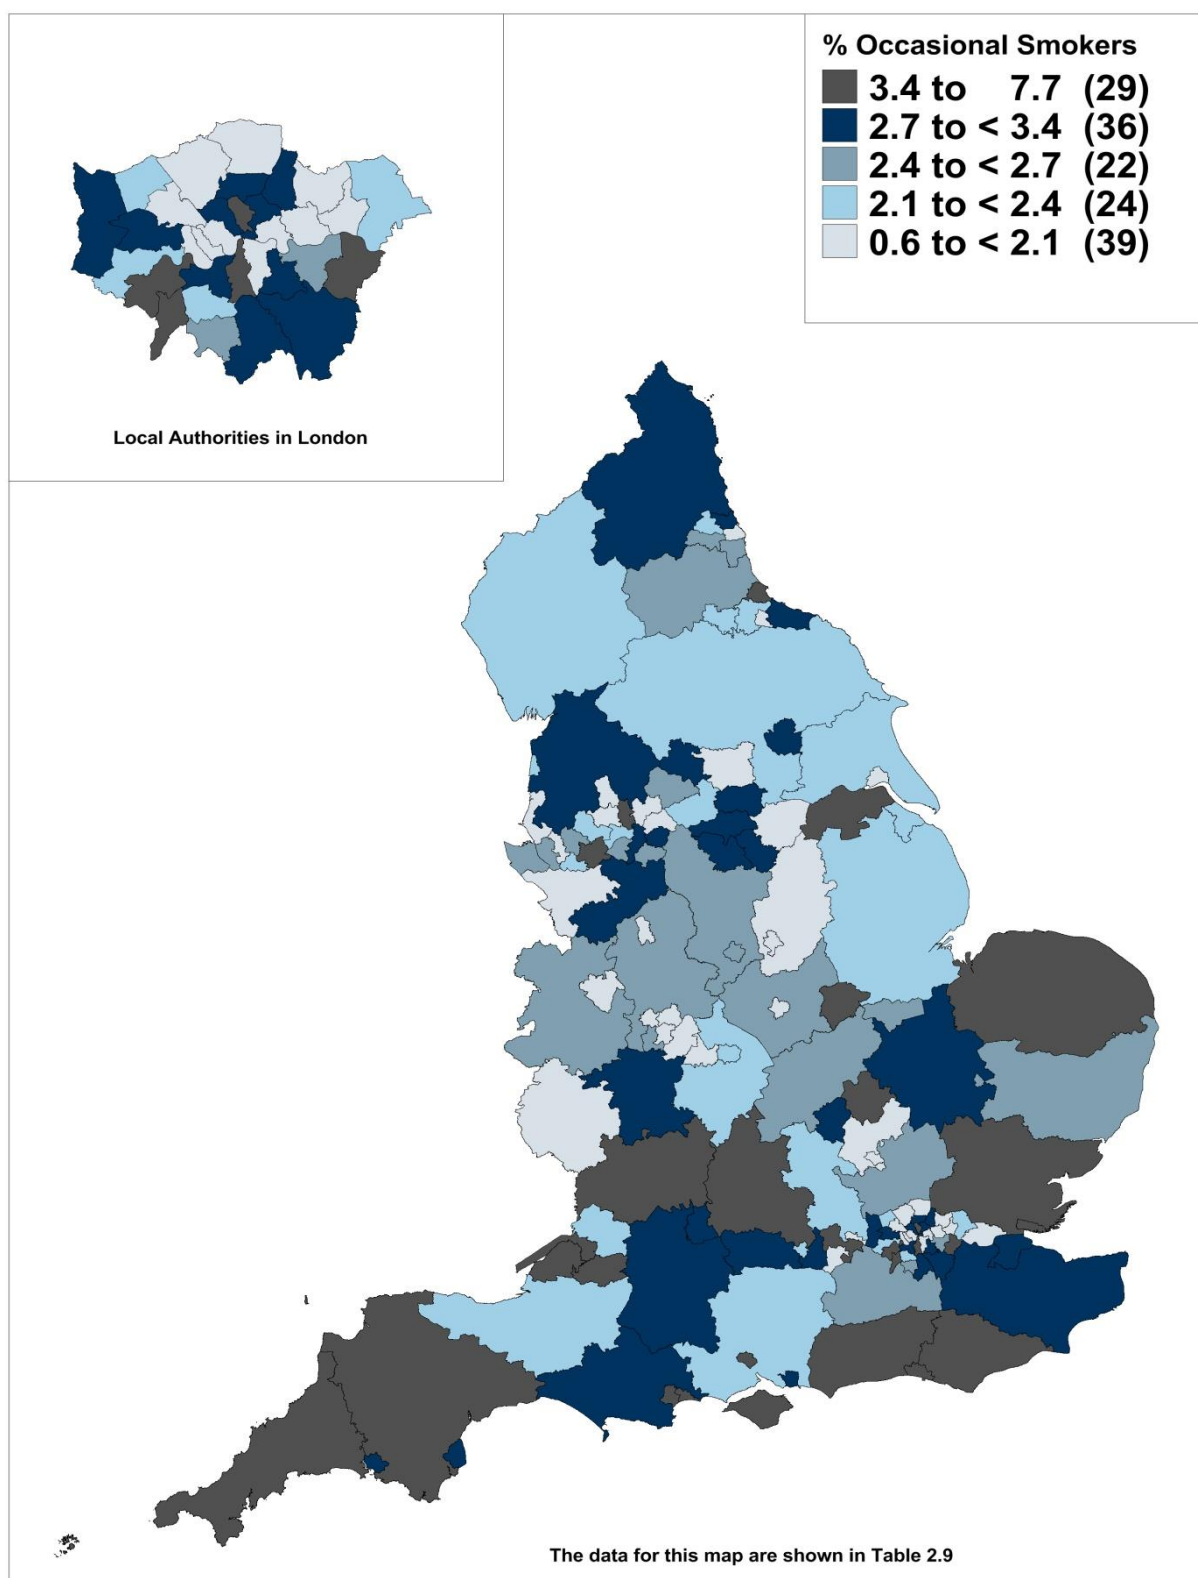 % Occasional Smokers
3.4 to 7.7 (29)
2.7 to < 3.4 (36)
2.4 to < 2.7 (22)
2.1 to < 2.4 (24)
0.6 to < 2.1 (39)
Local Authorities in London
The data for this map are shown in Table 2.9